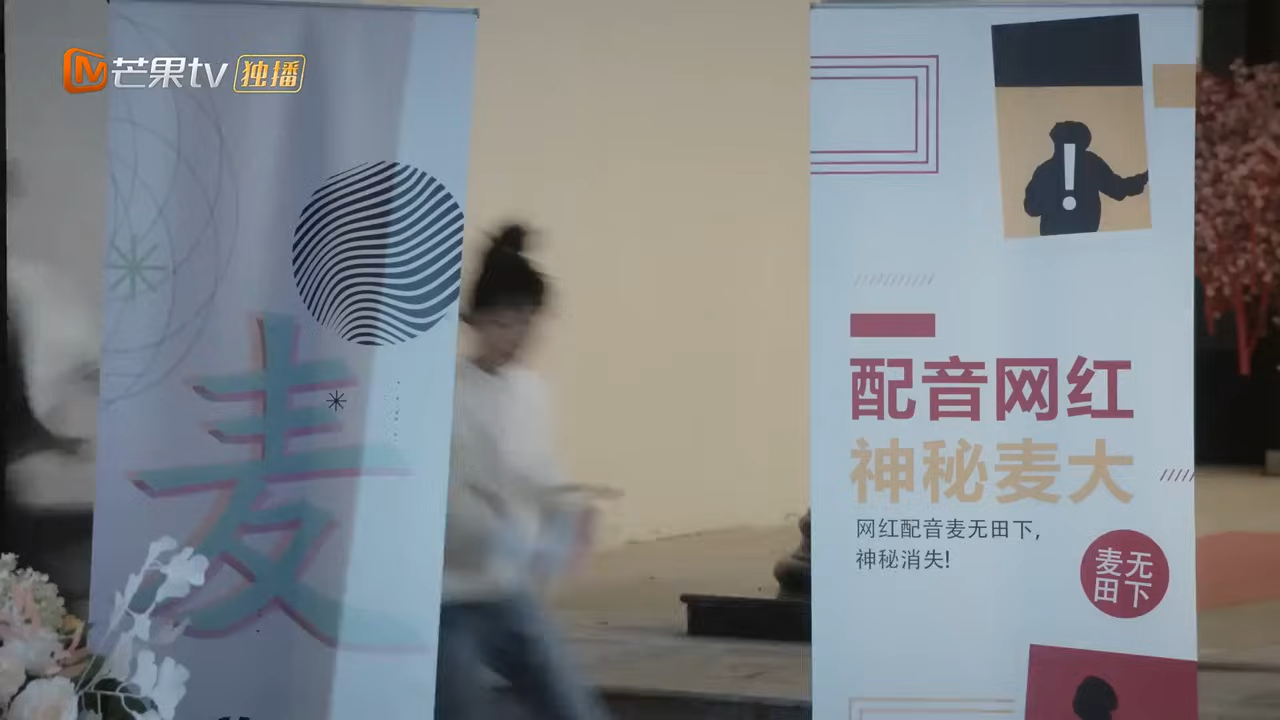 芒果tv 独播
麦
配音网红
神秘麦大
网红配音麦无田下，
神秘消失!
麦无
田下